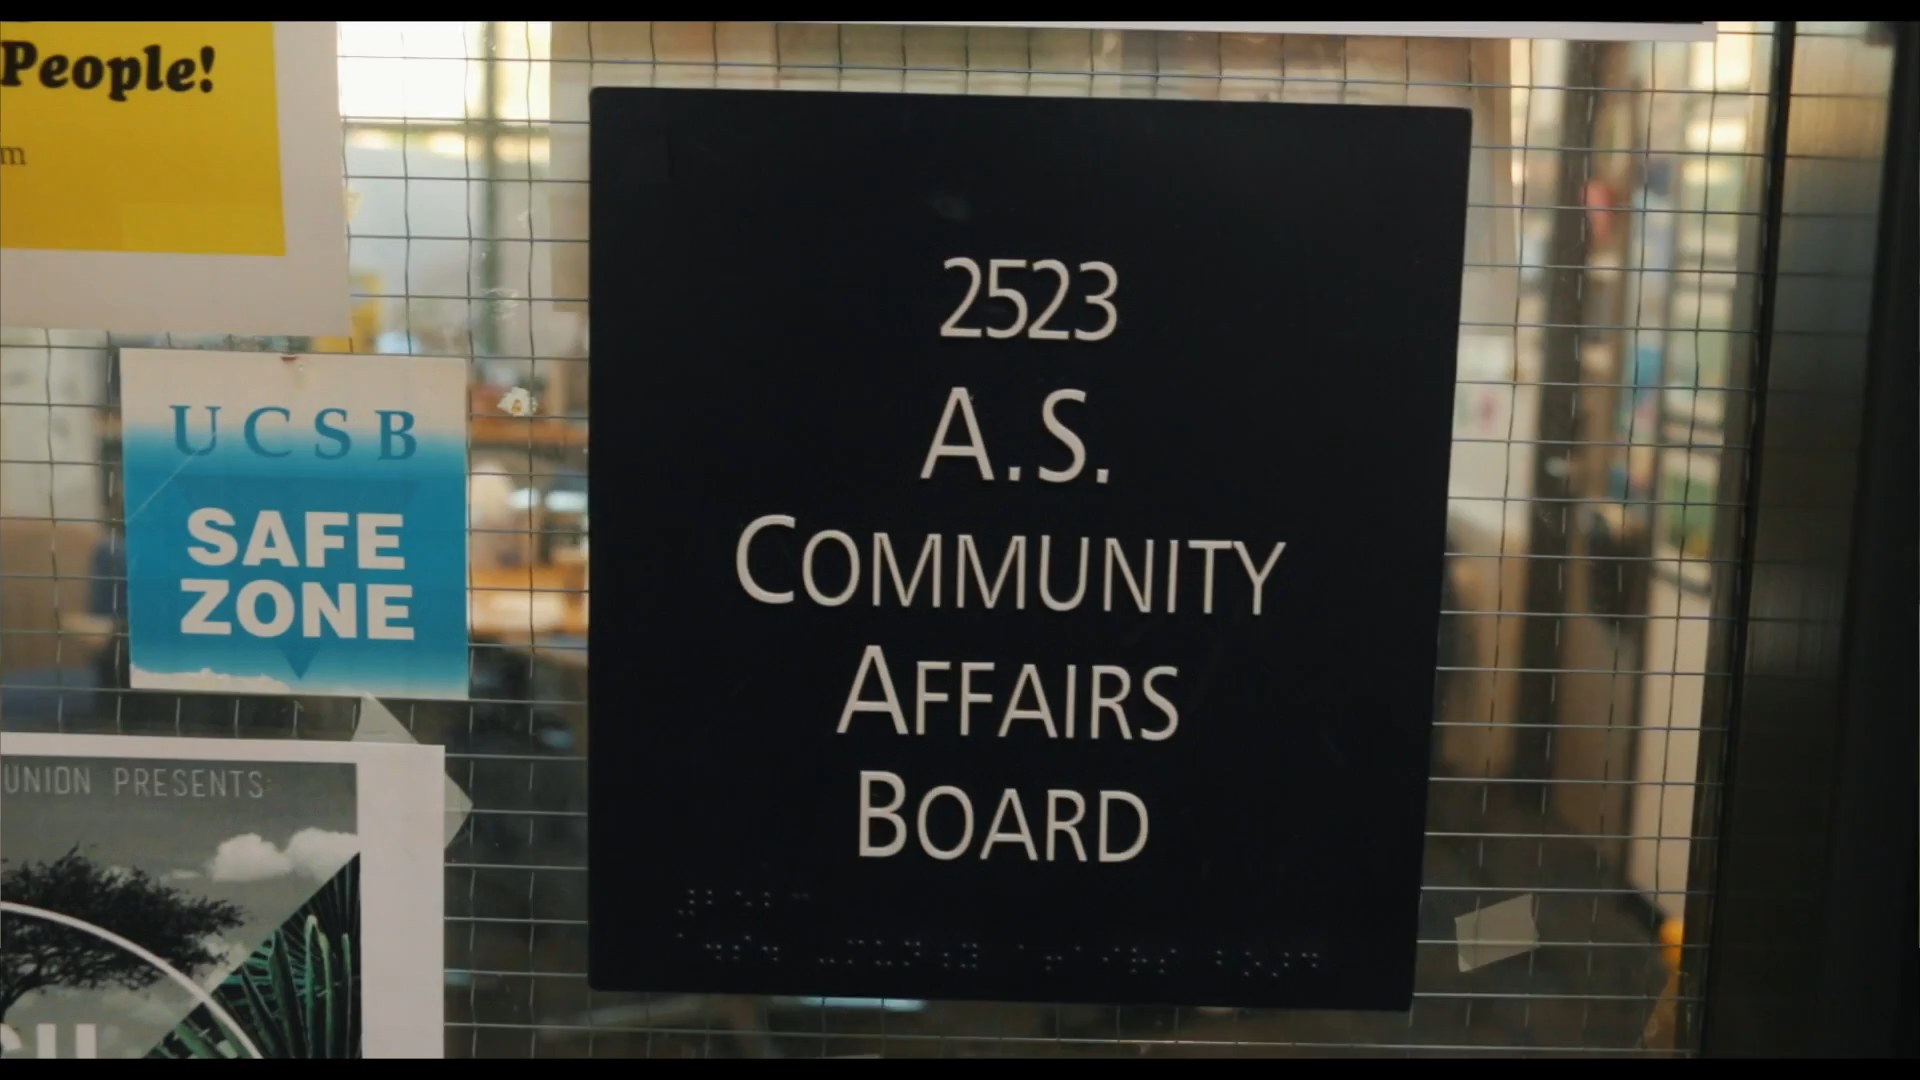 People!
m
2523
A.S.
COMMUNITY
AFFAIRS
BOARD
UCSB
SAFE
ZONE
UNION PRESENTS: